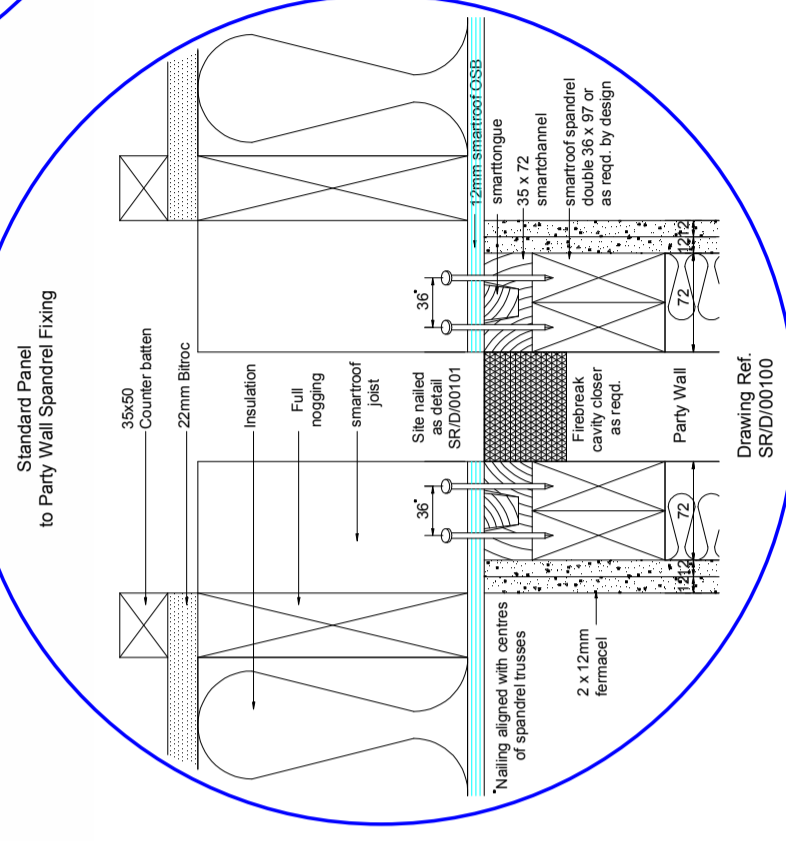 Standard Panel
to Party Wall Spandrel Fixing
35x50
Counter batten
22mm Bitroc
Insulation
Full
nogging
smartroof
joist
Site nailed
as detail
SR/D/00101
36*
36*
12mm smartroof OSB
smarttongue
35 x 72
smartchannel
smartroof spandrel
double 36 x 97 or
as reqd. by design
*Nailing aligned with centres
of spandrel trusses
2 x 12mm
fermacel
Firebreak
cavity closer
as reqd.
Party Wall
12 12
72
72
12 12
Drawing Ref.
SR/D/00100